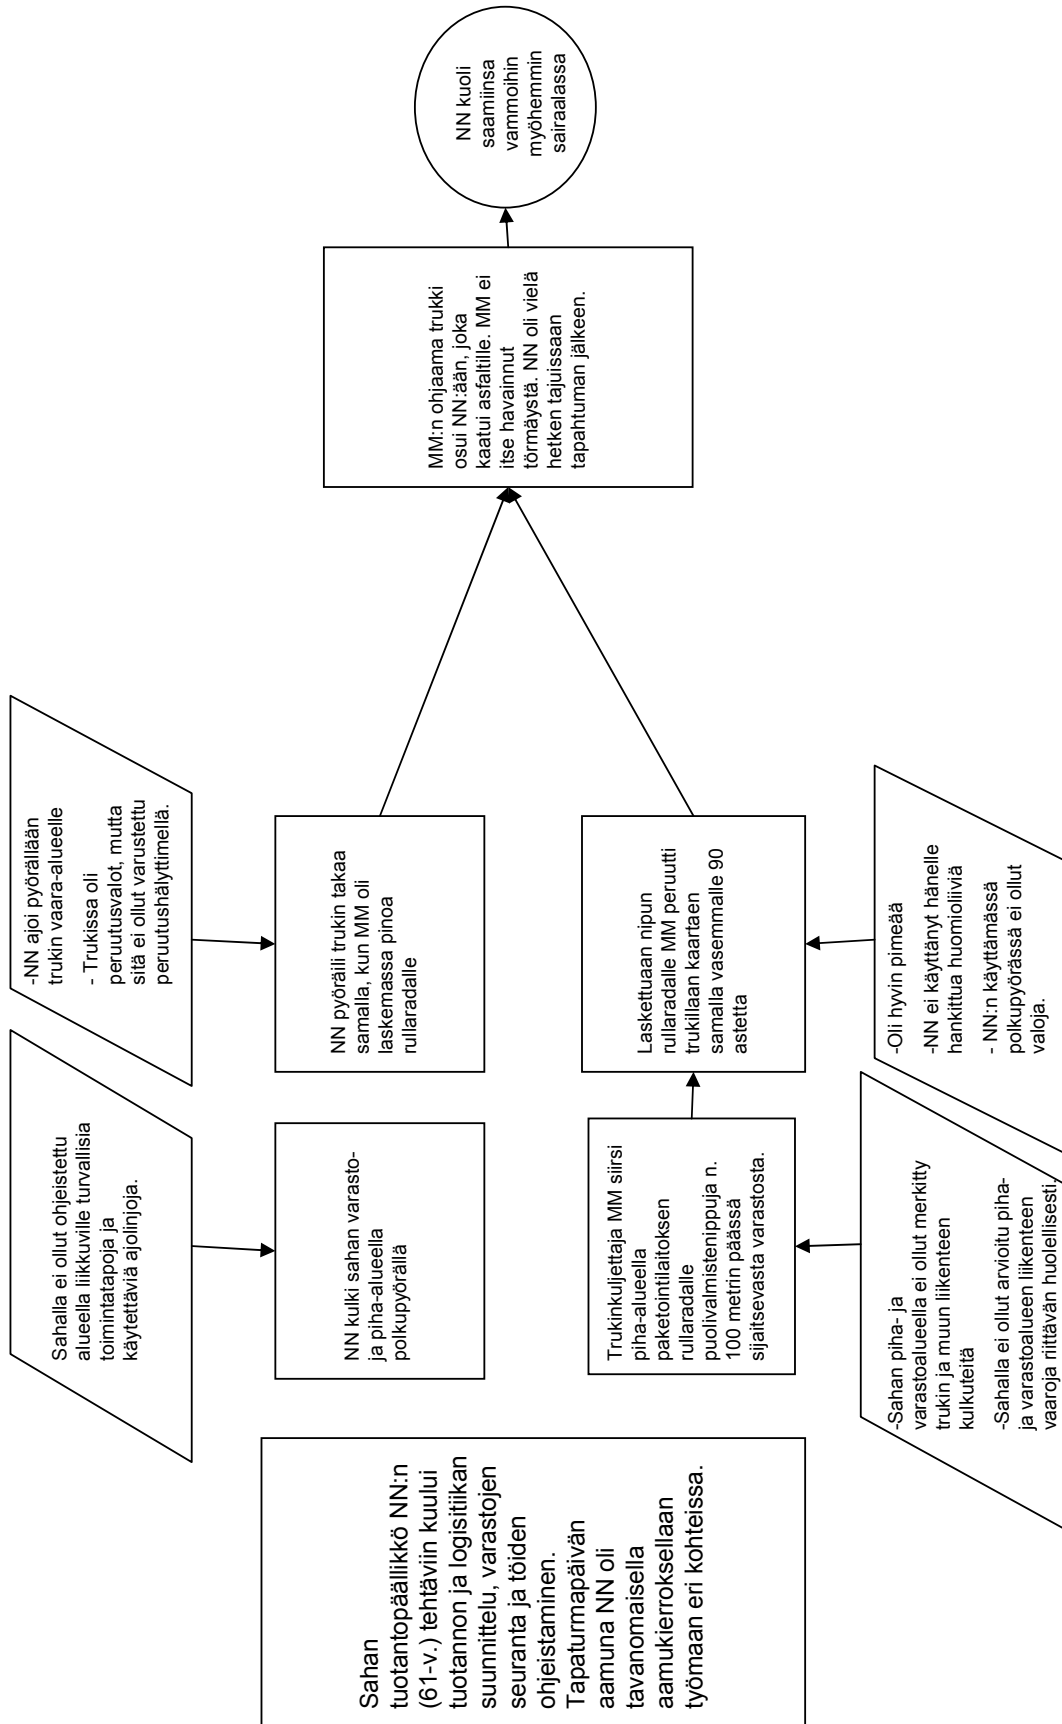 Sahan
tuotantopäällikkö NN:n
(61-v.) tehtäviin kuului
tuotannon ja logisitiikan
suunnittelu, varastojen
seuranta ja töiden
ohjeistaminen.
Tapaturmapäivän
aamuna NN oli
tavanomaisella
aamukierroksellaan
työmaan eri kohteissa.
Sahalla ei ollut ohjeistettu
alueella liikkuville turvallisia
toimintatapoja ja
käytettäviä ajolinjoja.
NN kulki sahan varasto-
ja piha-alueella
polkupyörällä
Trukinkuljettaja MM siirsi
piha-alueella
paketointilaitoksen
rullaradalle
puolivalmistenippuja n.
100 metrin päässä
sijaitsevasta varastosta.
-Sahan piha- ja
varastoalueella ei ollut merkitty
trukin ja muun liikenteen
kulkuteitä
-Sahalla ei ollut arvioitu piha-
ja varastoalueen liikenteen
vaaroja riittävän huolellisesti.
-NN ajoi pyörällään
trukin vaara-alueelle
- Trukissa oli
peruutusvalot, mutta
sitä ei ollut varustettu
peruutushälyttimellä.
NN pyöräili trukin takaa
samalla, kun MM oli
laskemassa pinoa
rullaradalle
Laskettuaan nipun
rullaradalle MM peruutti
trukillaan kaartaen
samalla vasemmalle 90
astetta
-Oli hyvin pimeää
-NN ei käyttänyt hänelle
hankittua huomioliiviä
- NN:n käyttämässä
polkupyörässä ei ollut
valoja.
MM:n ohjaama trukki
osui NN:ään, joka
kaatui asfaltille. MM ei
itse havainnut
törmäystä. NN oli vielä
hetken tajuissaan
tapahtuman jälkeen.
NN kuoli
saamiinsa
vammoihin
myöhemmin
sairaalassa